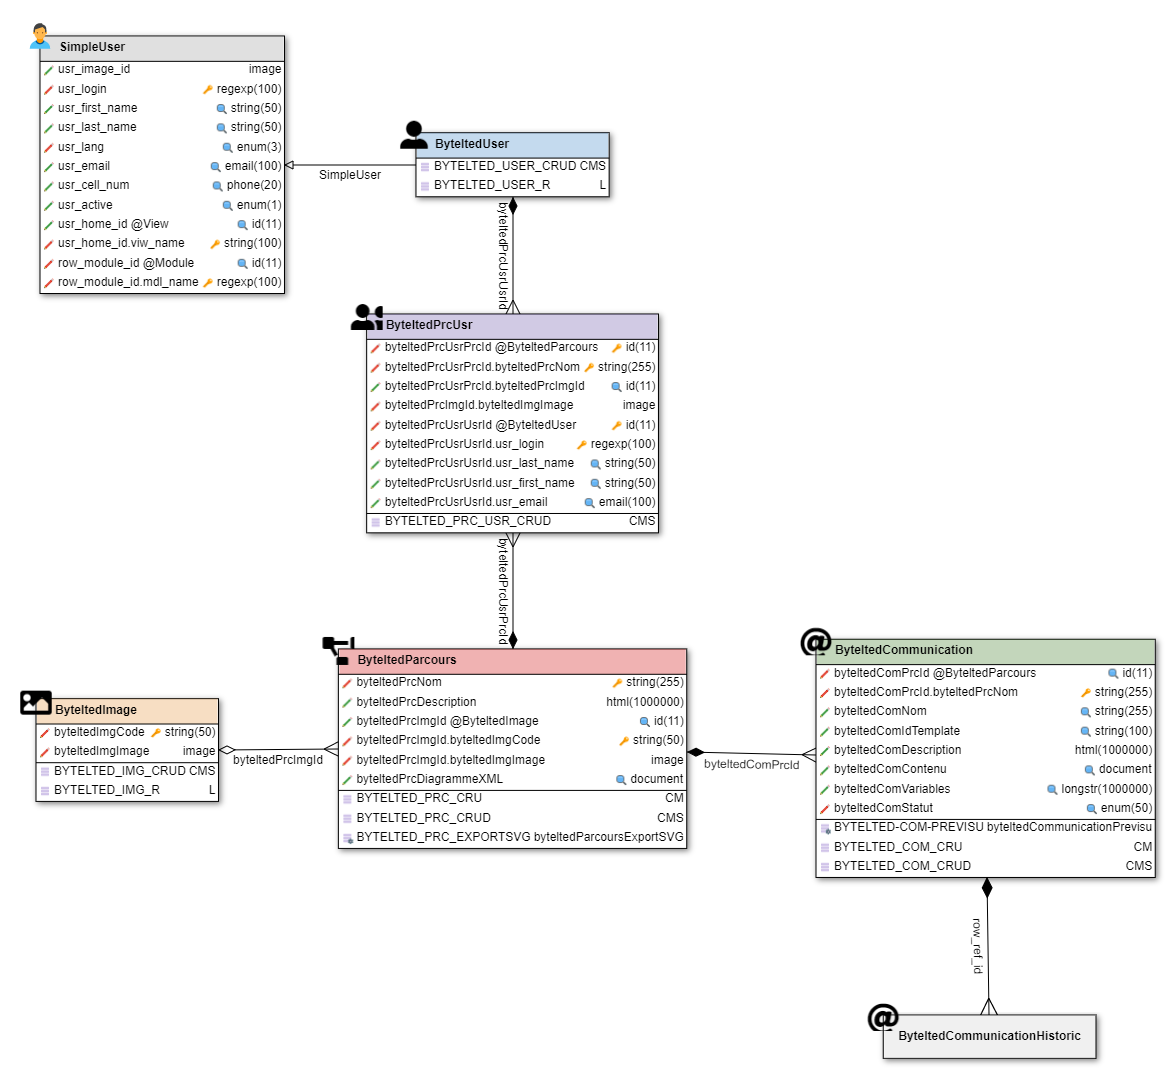 SimpleUser
usr_image_id image
usr_login regexp(100)
usr_first_name string(50)
usr_last_name string(50)
usr_lang enum(3)
usr_email email(100)
usr_cell_num phone(20)
usr_active enum(1)
usr_home_id @View id(11)
usr_home_id.viw_name string(100)
row_module_id @Module id(11)
row_module_id.mdl_name regexp(100)
SimpleUser
ByteltedUser
BYTELTED_USER_CRUD CMS
BYTELTED_USER_R L
byteltedPrcUsrUsrId
ByteltedPrcUsr
byteltedPrcUsrPrcId @ByteltedParcours id(11)
byteltedPrcUsrPrcId.byteltedPrcNom string(255)
byteltedPrcUsrPrcId.byteltedPrcImgId id(11)
byteltedPrcImgId.byteltedImgImage image
byteltedPrcUsrUsrId @ByteltedUser id(11)
byteltedPrcUsrUsrId.usr_login regexp(100)
byteltedPrcUsrUsrId.usr_last_name string(50)
byteltedPrcUsrUsrId.usr_first_name string(50)
byteltedPrcUsrUsrId.usr_email email(100)
BYTELTED_PRC_USR_CRUD CMS
byteltedPrcUsrPrcId
ByteltedParcours
byteltedPrcNom string(255)
byteltedPrcDescription html(1000000)
byteltedPrcImgId @ByteltedImage id(11)
byteltedPrcImgId.byteltedImgCode string(50)
byteltedPrcImgId.byteltedImgImage image
byteltedPrcDiagrammeXML document
BYTELTED_PRC_CRU CM
BYTELTED_PRC_CRUD CMS
BYTELTED_PRC_EXPORTSVG byteltedParcoursExportSVG
ByteltedImage
byteltedImgCode string(50)
byteltedImgImage image
BYTELTED_IMG_CRUD CMS
BYTELTED_IMG_R L
byteltedPrcImgId
byteltedComPrcId
ByteltedCommunication
byteltedComPrcId @ByteltedParcours id(11)
byteltedComPrcId.byteltedPrcNom string(255)
byteltedComNom string(255)
byteltedComIdTemplate string(100)
byteltedComDescription html(1000000)
byteltedComContenu document
byteltedComVariables longstr(1000000)
byteltedComStatut enum(50)
BYTELTED-COM-PREVISU byteltedCommunicationPrevisu
BYTELTED_COM_CRU CM
BYTELTED_COM_CRUD CMS
row_ref_id
ByteltedCommunicationHistoric